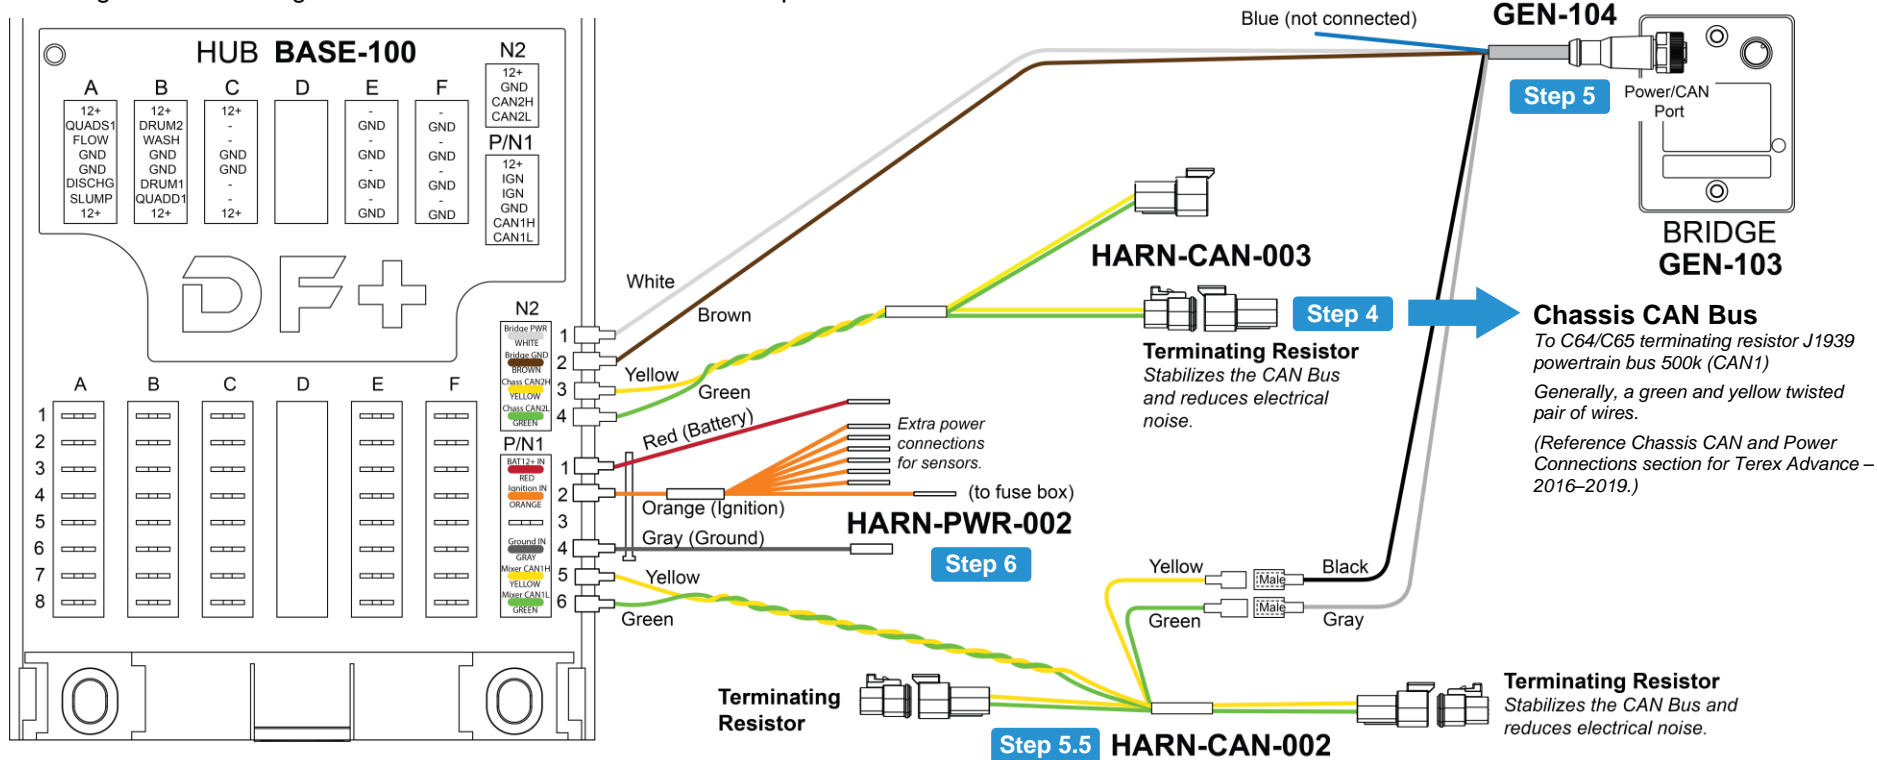 HUB BASE-100
A
12+
QUADS1
FLOW
GND
GND
DISCHG
SLUMP
12+
B
12+
DRUM2
WASH
GND
GND
DRUM1
QUADD1
12+
C
12+
-
-
GND
GND
-
-
12+
D
E
-
GND
-
GND
-
GND
-
GND
F
-
GND
-
GND
-
GND
-
GND
N2
12+
GND
CAN2H
CAN2L
P/N1
12+
IGN
IGN
GND
CAN1H
CAN1L
DF+
A B C D E F
1
2
3
4
5
6
7
8
N2
Bridge PWR
WHITE
1
Bridge GND
BROWN
2
Chass CAN2H
YELLOW
3
Chass CAN2L
GREEN
4
P/N1
BAT12+ IN
RED
1
Ignition IN
ORANGE
2
3
Ground IN
GRAY
4
Mixer CAN1H
YELLOW
5
Mixer CAN1L
GREEN
6
White
Brown
Yellow
Green
Red (Battery)
Extra power
connections
for sensors.
(to fuse box)
Orange (Ignition)
HARN-PWR-002
Gray (Ground)
Step 6
Yellow
Green
Blue (not connected)
GEN-104
Step 5
Power/CAN
Port
BRIDGE
GEN-103
HARN-CAN-003
Step 4
Terminating Resistor
Stabilizes the CAN Bus
and reduces electrical
noise.
Chassis CAN Bus
To C64/C65 terminating resistor J1939
powertrain bus 500k (CAN1)
Generally, a green and yellow twisted
pair of wires.
(Reference Chassis CAN and Power
Connections section for Terex Advance –
2016–2019.)
Yellow
Male
Black
Green
Male
Gray
Terminating
Resistor
Step 5.5
HARN-CAN-002
Terminating Resistor
Stabilizes the CAN Bus and
reduces electrical noise.